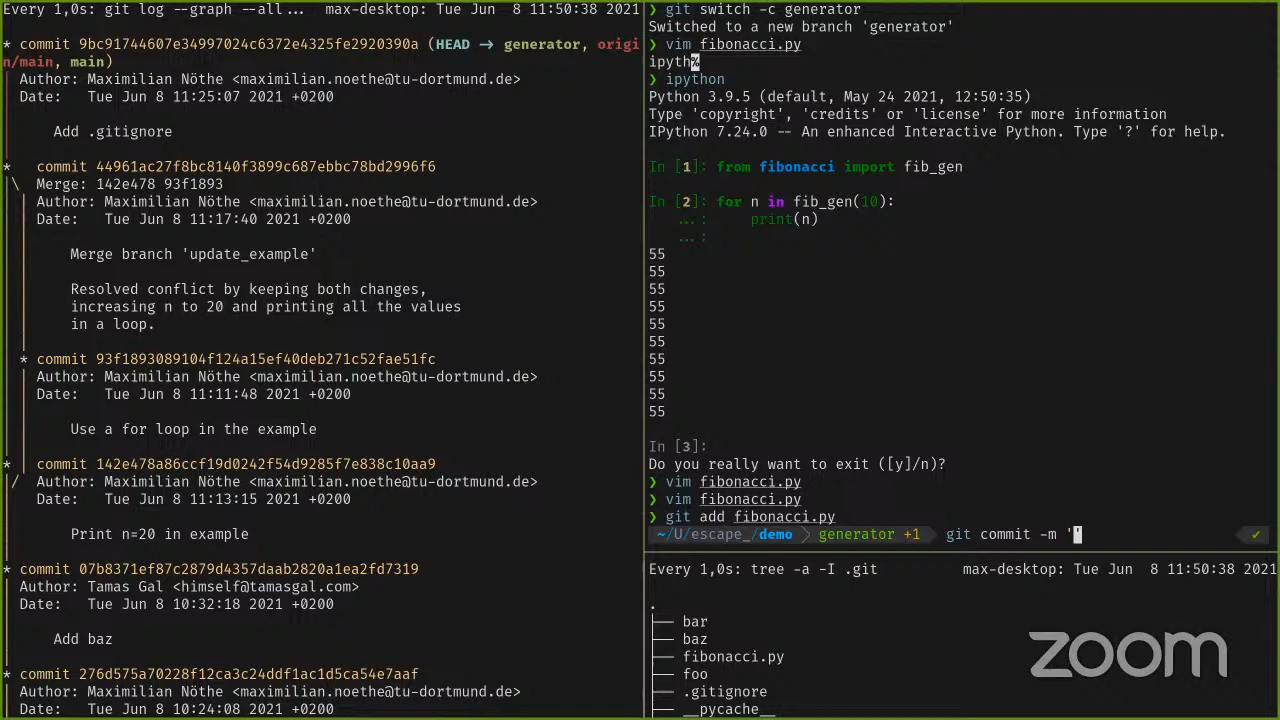 Every 1,0s: git log --graph --all... max-desktop: Tue Jun 8 11:50:38 2021
* commit 9bc91744607e34997024c6372e4325fe2920390a (HEAD → generator, origi
n/main, main)
Author: Maximilian Nöthe <maximilian.noethe@tu-dortmund.de>
Date: Tue Jun 8 11:25:07 2021 +0200
Add .gitignore
* commit 44961ac27f8bc8140f3899c687ebbc78bd2996f6
|\ Merge: 142e478 93f1893
| | Author: Maximilian Nöthe <maximilian.noethe@tu-dortmund.de>
| | Date: Tue Jun 8 11:17:40 2021 +0200
| | Merge branch 'update_example'
| | Resolved conflict by keeping both changes,
| | increasing n to 20 and printing all the values
| | in a loop.
| * commit 93f1893089104f124a15ef40deb271c52fae51fc
| | Author: Maximilian Nöthe <maximilian.noethe@tu-dortmund.de>
| | Date: Tue Jun 8 11:11:48 2021 +0200
| | Use a for loop in the example
* | commit 142e478a86ccf19d0242f54d9285f7e838c10aa9
|/ Author: Maximilian Nöthe <maximilian.noethe@tu-dortmund.de>
| Date: Tue Jun 8 11:13:15 2021 +0200
| Print n=20 in example
* commit 07b8371ef87c2879d4357daab2820a1ea2fd7319
| Author: Tamas Gal <himself@tamasgal.com>
| Date: Tue Jun 8 10:32:18 2021 +0200
| Add baz
* commit 276d575a70228f12ca3c24ddf1ac1d5ca54e7aaf
| Author: Maximilian Nöthe <maximilian.noethe@tu-dortmund.de>
| Date: Tue Jun 8 10:24:08 2021 +0200
❯ git switch -c generator
Switched to a new branch 'generator'
❯ vim fibonacci.py
ipyth%
❯ ipython
Python 3.9.5 (default, May 24 2021, 12:50:35)
Type 'copyright', 'credits' or 'license' for more information
IPython 7.24.0 -- An enhanced Interactive Python. Type '?' for help.
In [1]: from fibonacci import fib_gen
In [2]: for n in fib_gen(10):
...: print(n)
...:
55
55
55
55
55
55
55
55
55
55
In [3]:
Do you really want to exit ([y]/n)?
❯ vim fibonacci.py
❯ vim fibonacci.py
❯ git add fibonacci.py
~/U/escape_/demo generator +1 git commit -m '' ✔
Every 1,0s: tree -a -I .git max-desktop: Tue Jun 8 11:50:38 2021
.
├── bar
├── baz
├── fibonacci.py
├── foo
├── .gitignore
├── __pycache__
zoom